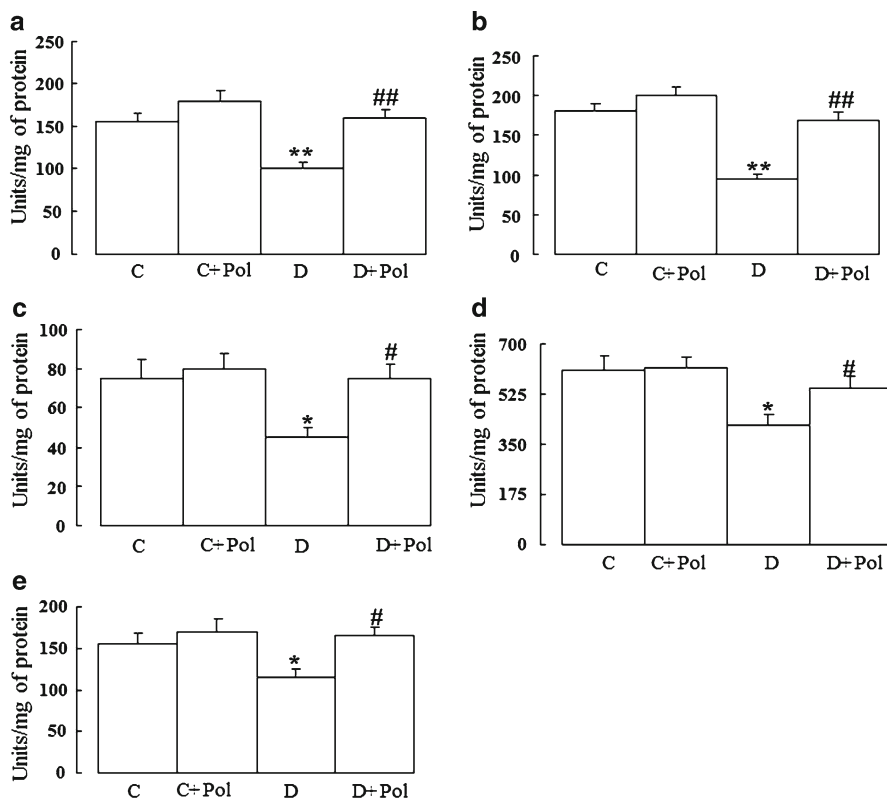 a
Units/mg of protein
250
200
150
100
50
0
**
##
C
C+Pol
D
D+Pol
b
Units/mg of protein
250
200
150
100
50
0
**
##
C
C+Pol
D
D+Pol
c
Units/mg of protein
100
80
60
40
20
0
*
#
C
C+Pol
D
D+Pol
d
Units/mg of protein
700
525
350
175
0
*
#
C
C+Pol
D
D+Pol
e
Units/mg of protein
200
150
100
50
0
*
#
C
C+Pol
D
D+Pol